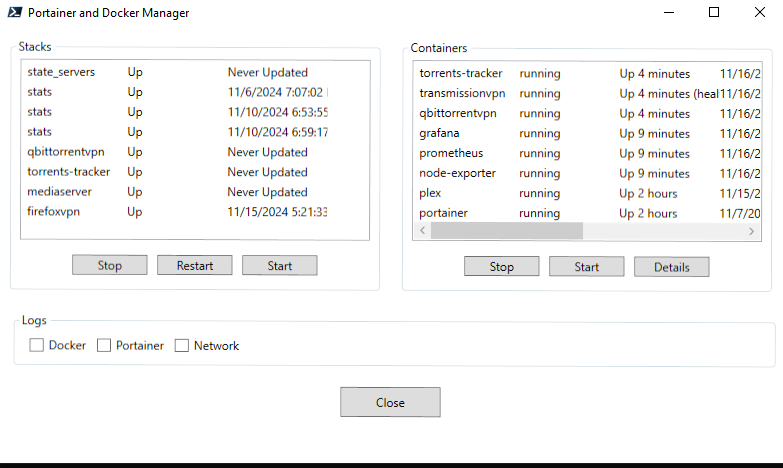 Portainer and Docker Manager
Stacks
state_servers Up Never Updated
stats Up 11/6/2024 7:07:02
stats Up 11/10/2024 6:53:55
stats Up 11/10/2024 6:59:17
qbittorrentvpn Up Never Updated
torrents-tracker Up Never Updated
mediaserver Up Never Updated
firefoxvpn Up 11/15/2024 5:21:33
Stop Restart Start
Containers
torrents-tracker running Up 4 minutes 11/16/2
transmissionvpn running Up 4 minutes (heal 11/16/2
qbittorrentvpn running Up 4 minutes 11/16/2
grafana running Up 9 minutes 11/16/2
prometheus running Up 9 minutes 11/16/2
node-exporter running Up 9 minutes 11/16/2
plex running Up 2 hours 11/15/2
portainer running Up 2 hours 11/7/20
Stop Start Details
Logs
Docker Portainer Network
Close